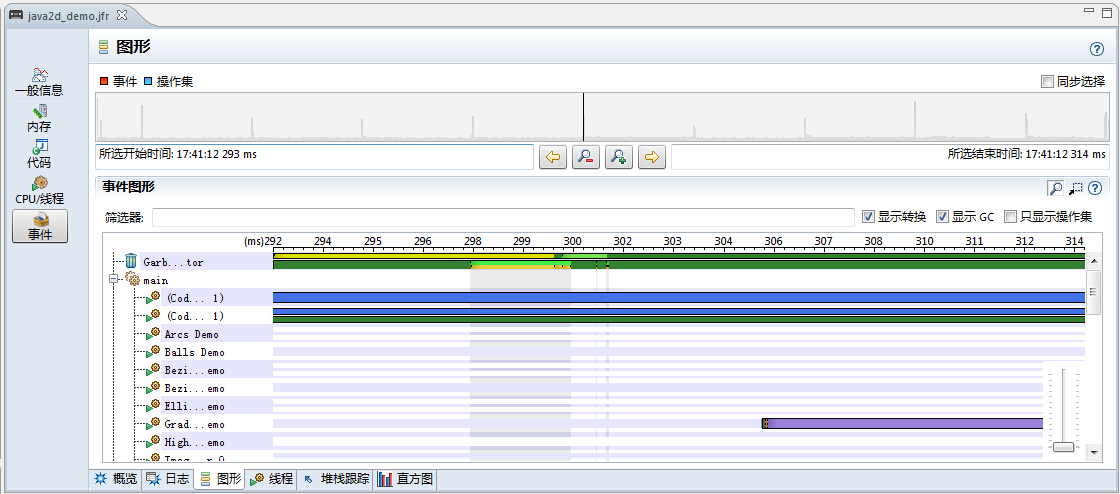 java2d_demo.jfr
图形
一般信息
内存
代码
CPU/线程
事件
事件 操作集 同步选择
所选开始时间: 17:41:12 293 ms 所选结束时间: 17:41:12 314 ms
事件图形
筛选器: 显示转换 显示 GC 只显示操作集
(ms)292 294 295 296 298 299 300 302 303 304 306 307 308 310 311 312 314
Garb...tor
main
(Cod... 1)
(Cod... 1)
Arcs Demo
Balls Demo
Bezi...emo
Bezi...emo
Elli...emo
Grad...emo
High...emo
概览 日志 图形 线程 堆栈跟踪 直方图